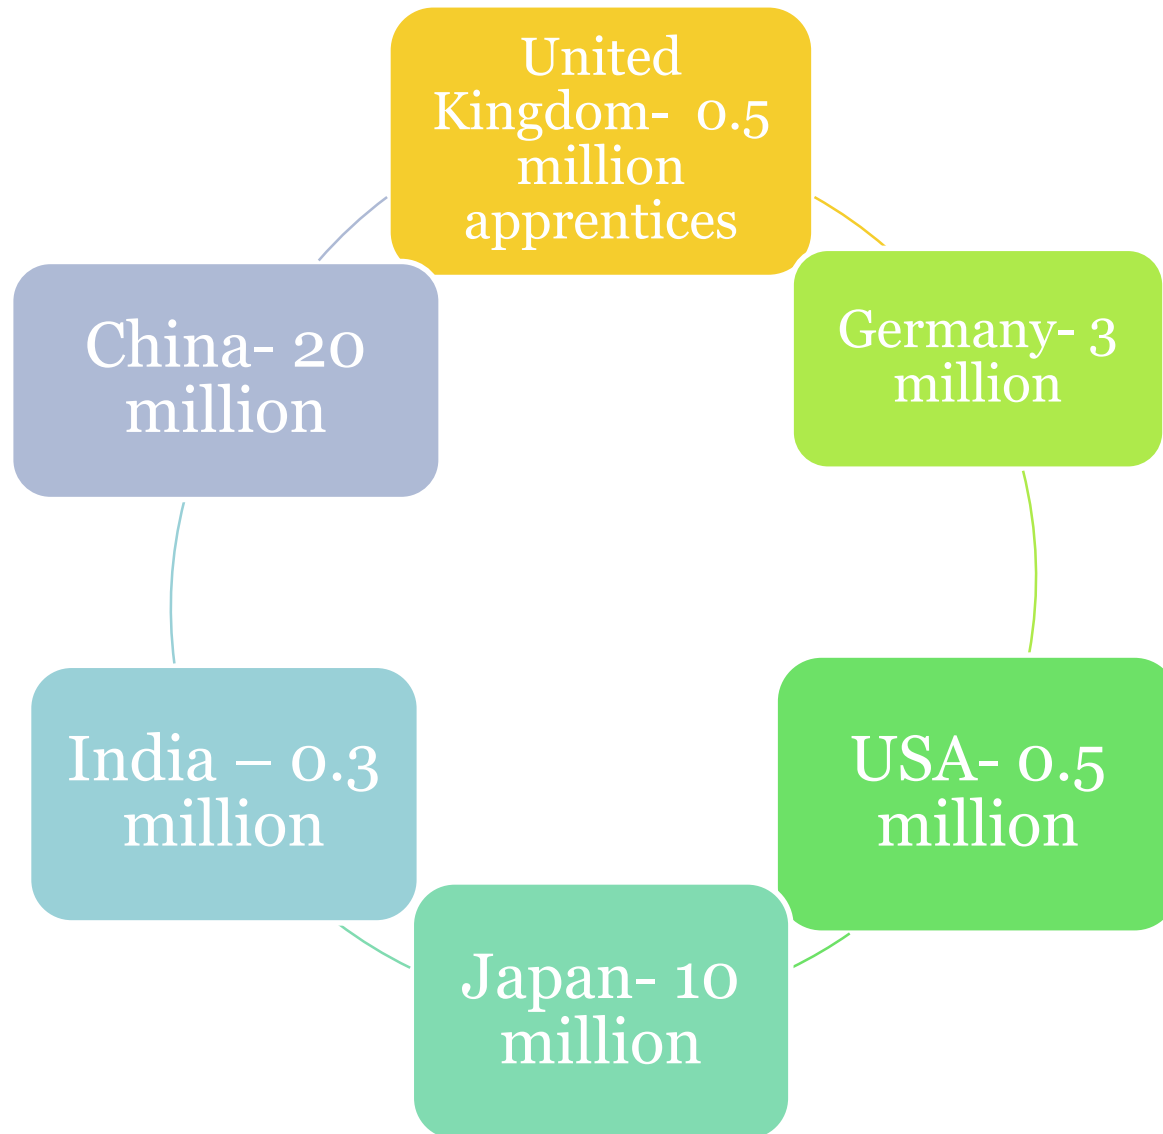 United
Kingdom-  0.5
million
apprentices
Germany- 3
million
USA- 0.5
million
Japan- 10
million
India – 0.3
million
China- 20
million